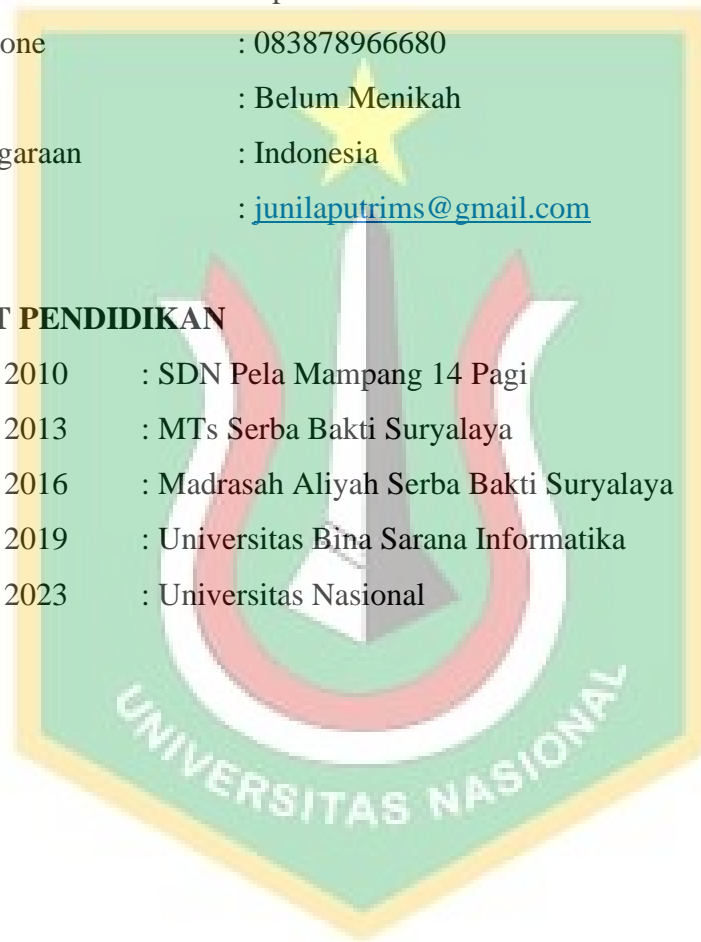 one : 083878966680
: Belum Menikah
garaan : Indonesia
: junilaputrims@gmail.com
T PENDIDIKAN
2010 : SDN Pela Mampang 14 Pagi
2013 : MTs Serba Bakti Suryalaya
2016 : Madrasah Aliyah Serba Bakti Suryalaya
2019 : Universitas Bina Sarana Informatika
2023 : Universitas Nasional
UNIVERSITAS NASIONAL